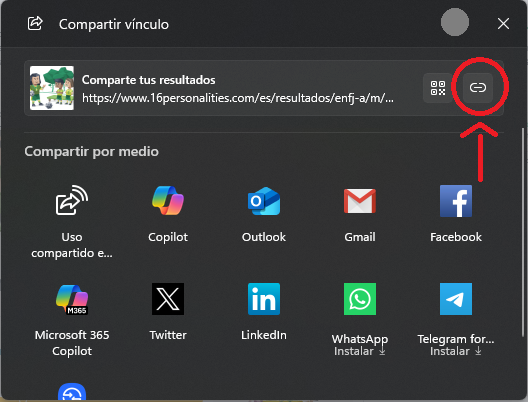 Compartir vínculo
Comparte tus resultados
https://www.16personalities.com/es/resultados/enfj-a/m/...
Compartir por medio
Uso
compartido e...
Copilot
Outlook
Gmail
Facebook
M365
Microsoft 365
Copilot
Twitter
LinkedIn
WhatsApp
Instalar
Telegram for...
Instalar